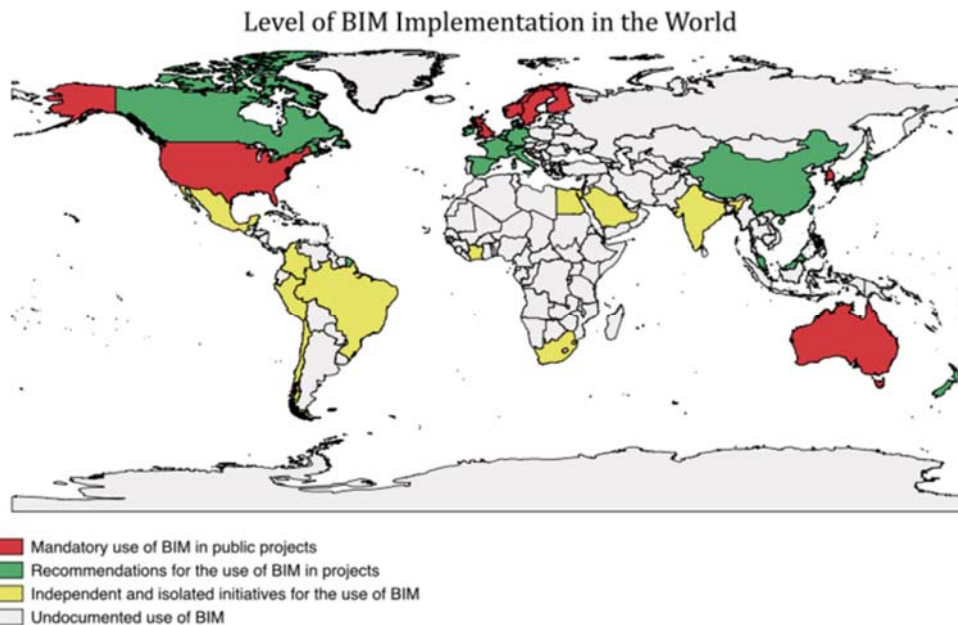 Level of BIM Implementation in the World
Mandatory use of BIM in public projects
Recommendations for the use of BIM in projects
Independent and isolated initiatives for the use of BIM
Undocumented use of BIM